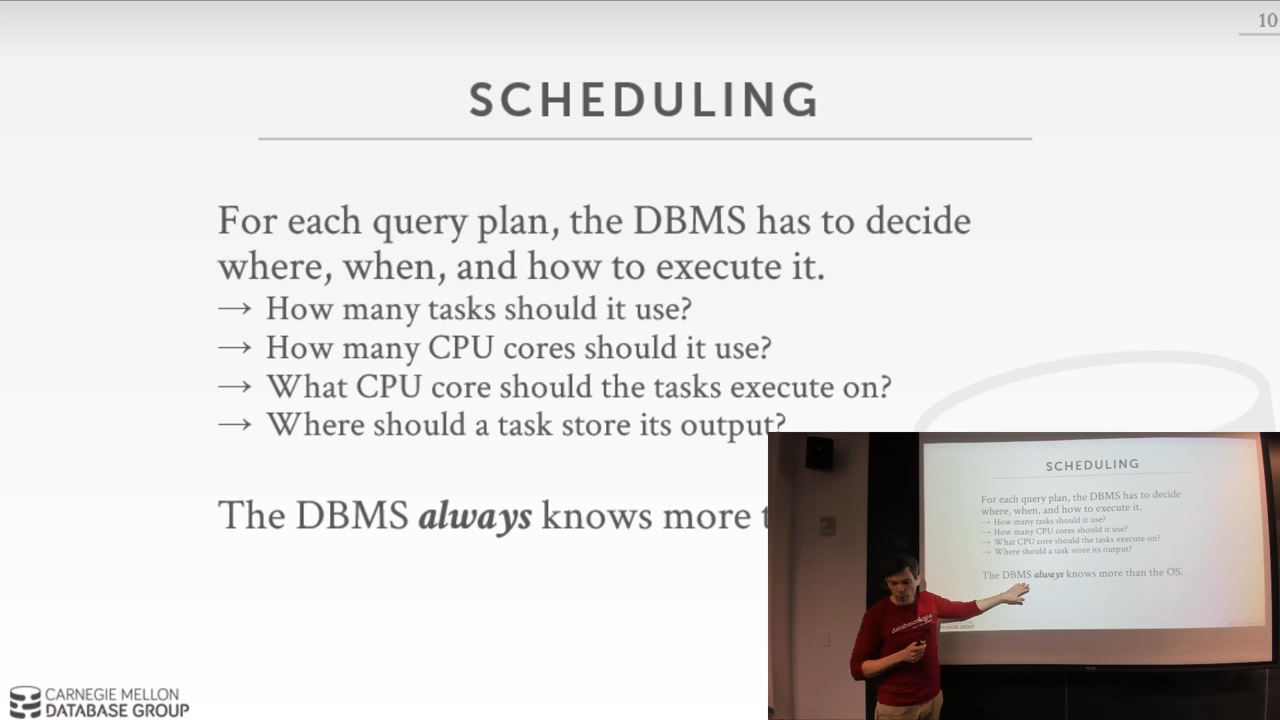 10
SCHEDULING
For each query plan, the DBMS has to decide
where, when, and how to execute it.
→ How many tasks should it use?
→ How many CPU cores should it use?
→ What CPU core should the tasks execute on?
→ Where should a task store its output?
The DBMS always knows more t
CARNEGIE MELLON
DATABASE GROUP
SCHEDULING
For each query plan, the DBMS has to decide
where, when, and how to execute it.
→ How many tasks should it use?
→ How many CPU cores should it use?
→ What CPU core should the tasks execute on?
→ Where should a task store its output?
The DBMS always knows more than the OS.
DATABASE GROUP